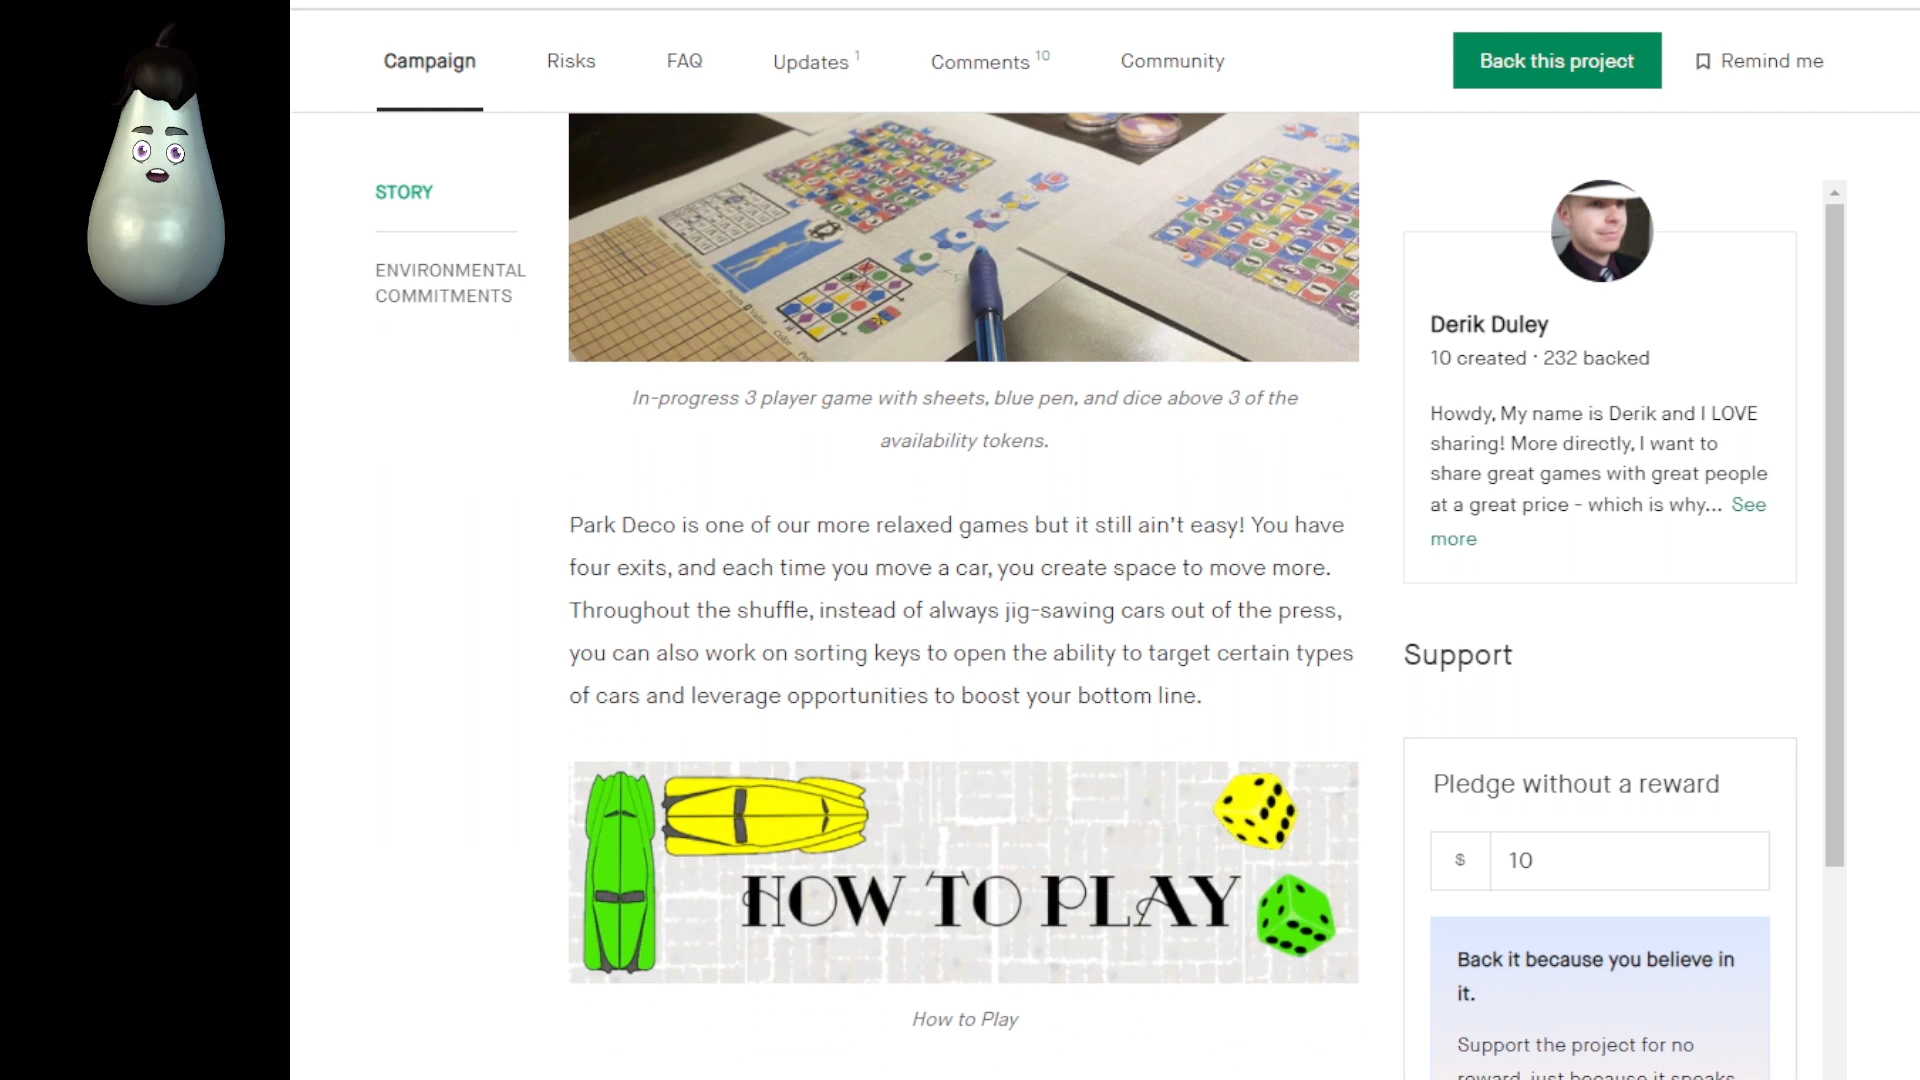 Campaign
Risks
FAQ
Updates 1
Comments 10
Community
Back this project
Remind me
STORY
ENVIRONMENTAL
COMMITMENTS
In-progress 3 player game with sheets, blue pen, and dice above 3 of the
availability tokens.
Park Deco is one of our more relaxed games but it still ain't easy! You have
four exits, and each time you move a car, you create space to move more.
Throughout the shuffle, instead of always jig-sawing cars out of the press,
you can also work on sorting keys to open the ability to target certain types
of cars and leverage opportunities to boost your bottom line.
HOW TO PLAY
How to Play
Derik Duley
10 created · 232 backed
Howdy, My name is Derik and I LOVE
sharing! More directly, I want to
share great games with great people
at a great price - which is why... See
more
Support
Pledge without a reward
$ 10
Back it because you believe in
it.
Support the project for no
reward, just because it speaks